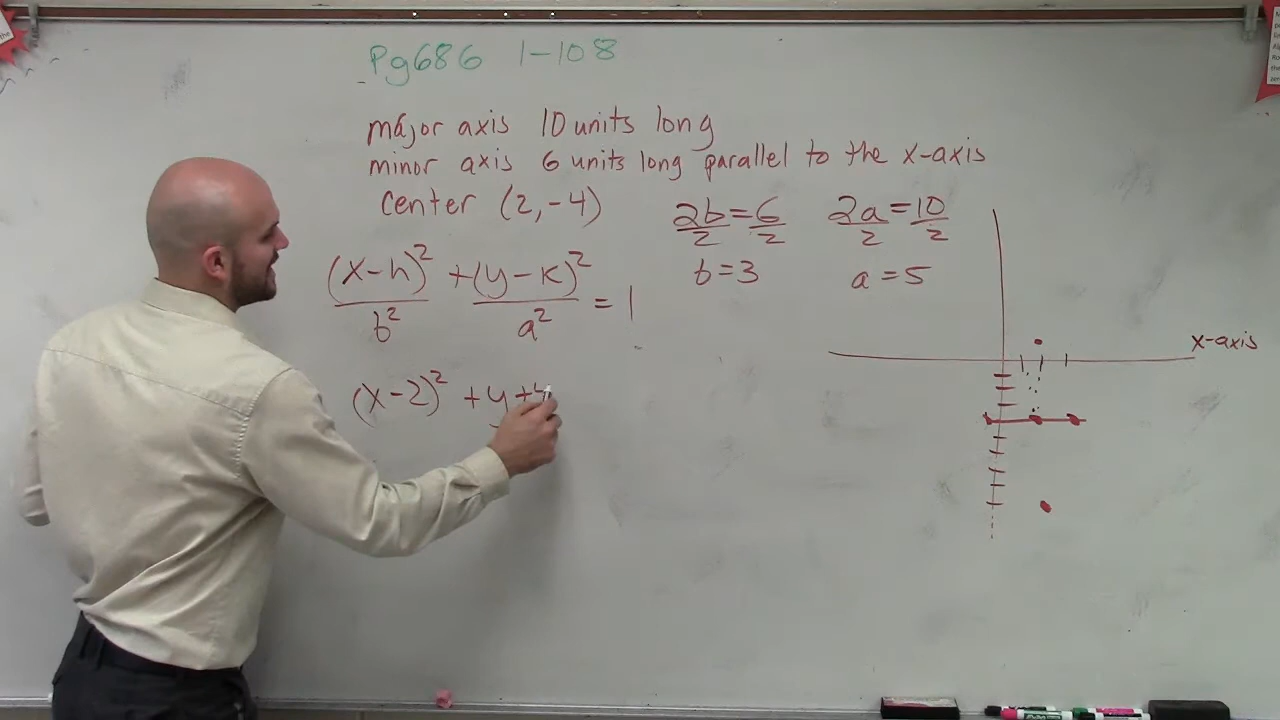 Pg686 1-108
major axis 10 units long
minor axis 6 units long parallel to the x-axis
center (2,-4)
2b=6 2a=10
2 2 2 2
b=3 a=5
(x-h)² + (y-k)² = 1
b² a²
x-axis
(x-2)² + y+4